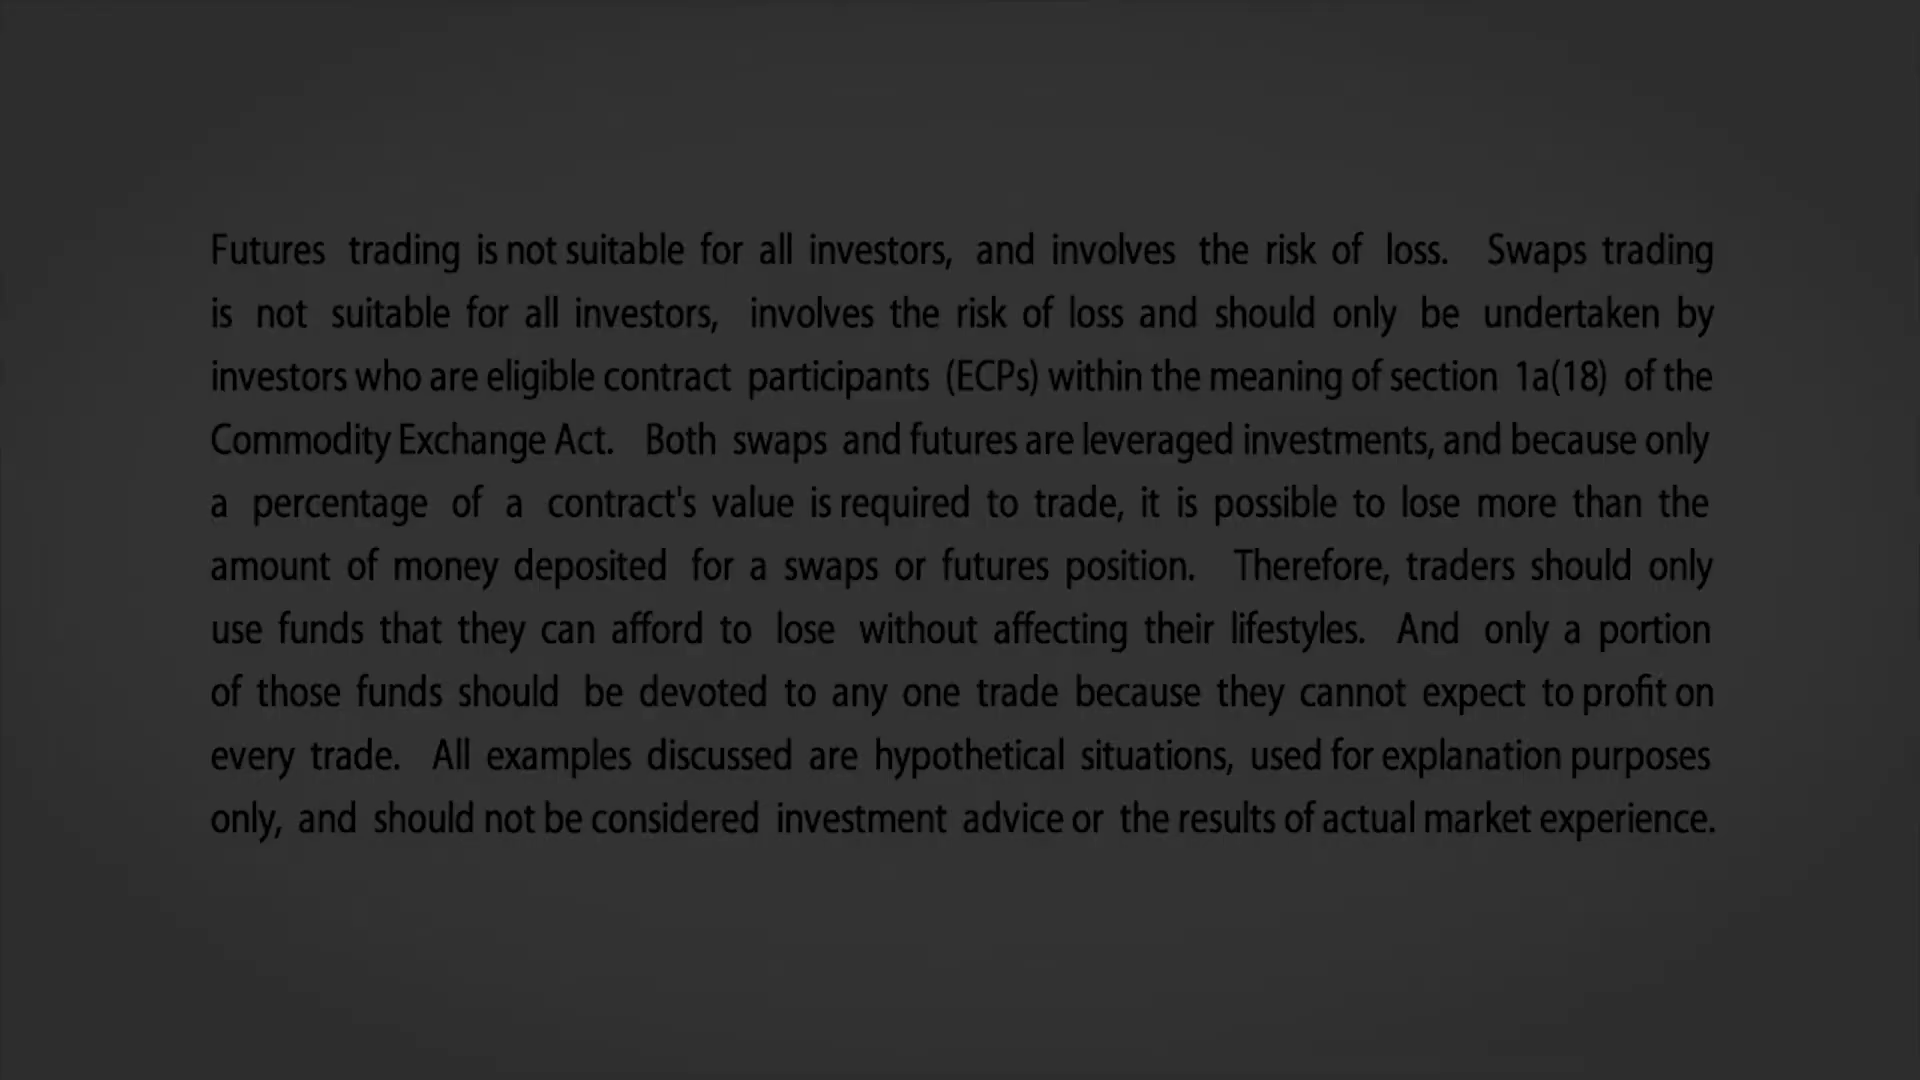 Futures trading is not suitable for all investors, and involves the risk of loss. Swaps trading
is not suitable for all investors, involves the risk of loss and should only be undertaken by
investors who are eligible contract participants (ECPs) within the meaning of section 1a(18) of the
Commodity Exchange Act. Both swaps and futures are leveraged investments, and because only
a percentage of a contract's value is required to trade, it is possible to lose more than the
amount of money deposited for a swaps or futures position. Therefore, traders should only
use funds that they can afford to lose without affecting their lifestyles. And only a portion
of those funds should be devoted to any one trade because they cannot expect to profit on
every trade. All examples discussed are hypothetical situations, used for explanation purposes
only, and should not be considered investment advice or the results of actual market experience.